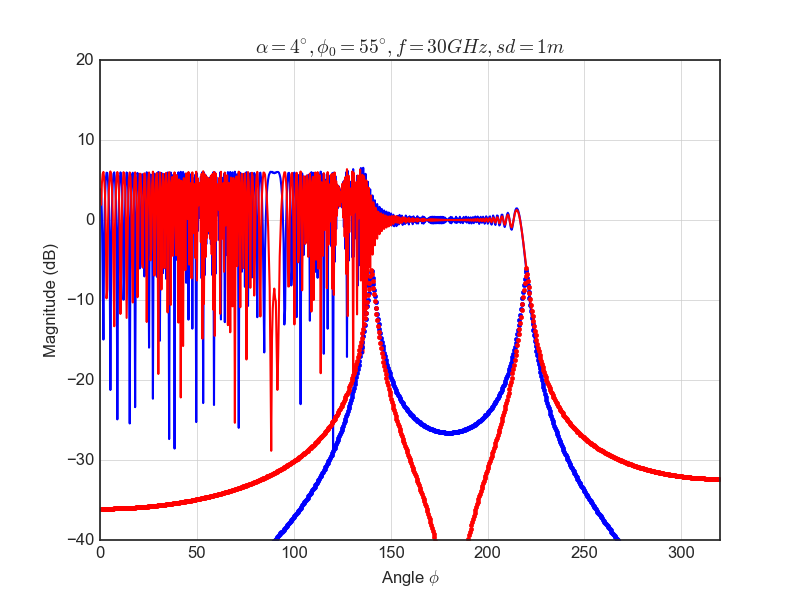 α = 4°, ϕ₀ = 55°, f = 30GHz, sd = 1m
20
10
0
−10
−20
−30
−40
Magnitude (dB)
0 50 100 150 200 250 300
Angle ϕ